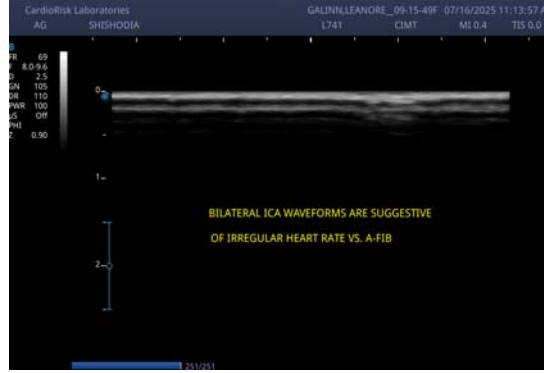 CardioRisk Laboratories GALINN,LEANORE_09-15-49F 07/16/2025 11:13:57 A
AG SHISHODIA L741 CIMT MI 0.4 TIS 0.0
B
FR 69
F 8.0-9.6
D 2.5
GN 105
DR 110
PWR 100
µS Off
PHI
Z 0.90
0
1
BILATERAL ICA WAVEFORMS ARE SUGGESTIVE
OF IRREGULAR HEART RATE VS. A-FIB
2
251/251